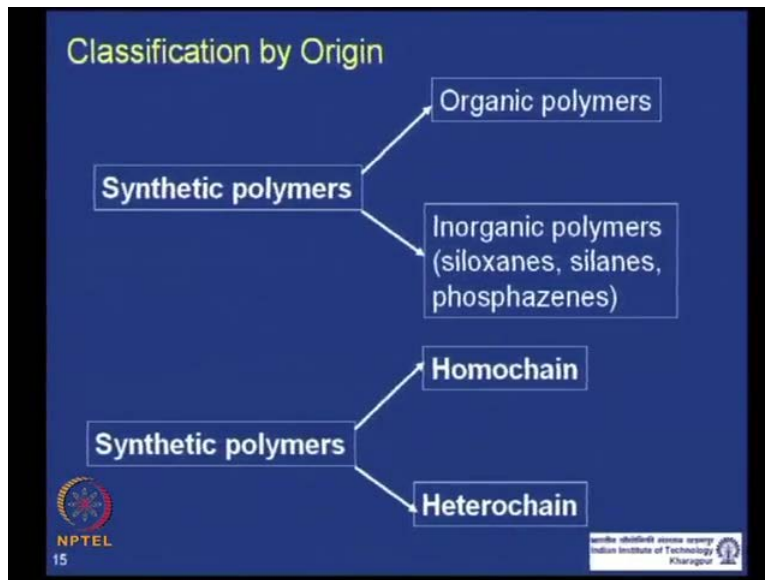 Classification by Origin
Organic polymers
Synthetic polymers
Inorganic polymers
(siloxanes, silanes,
phosphazenes)
Homochain
Synthetic polymers
Heterochain
NPTEL
15
Indian Institute of Technology
Kharagpur